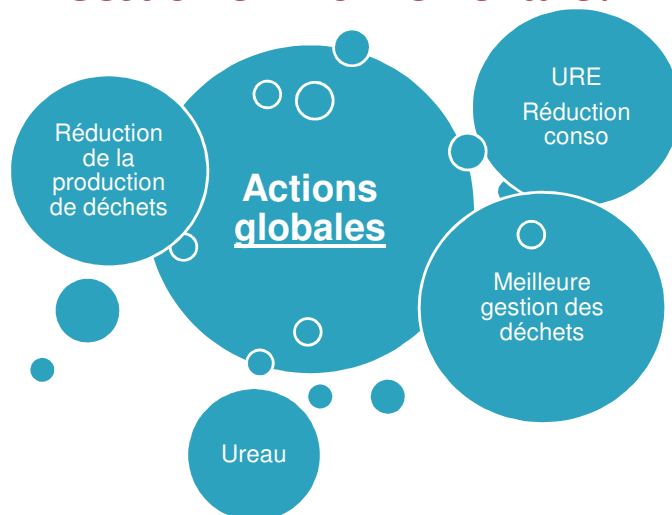 URE
Réduction
conso
Réduction
de la
production
de déchets
Actions
globales
Meilleure
gestion des
déchets
Ureau